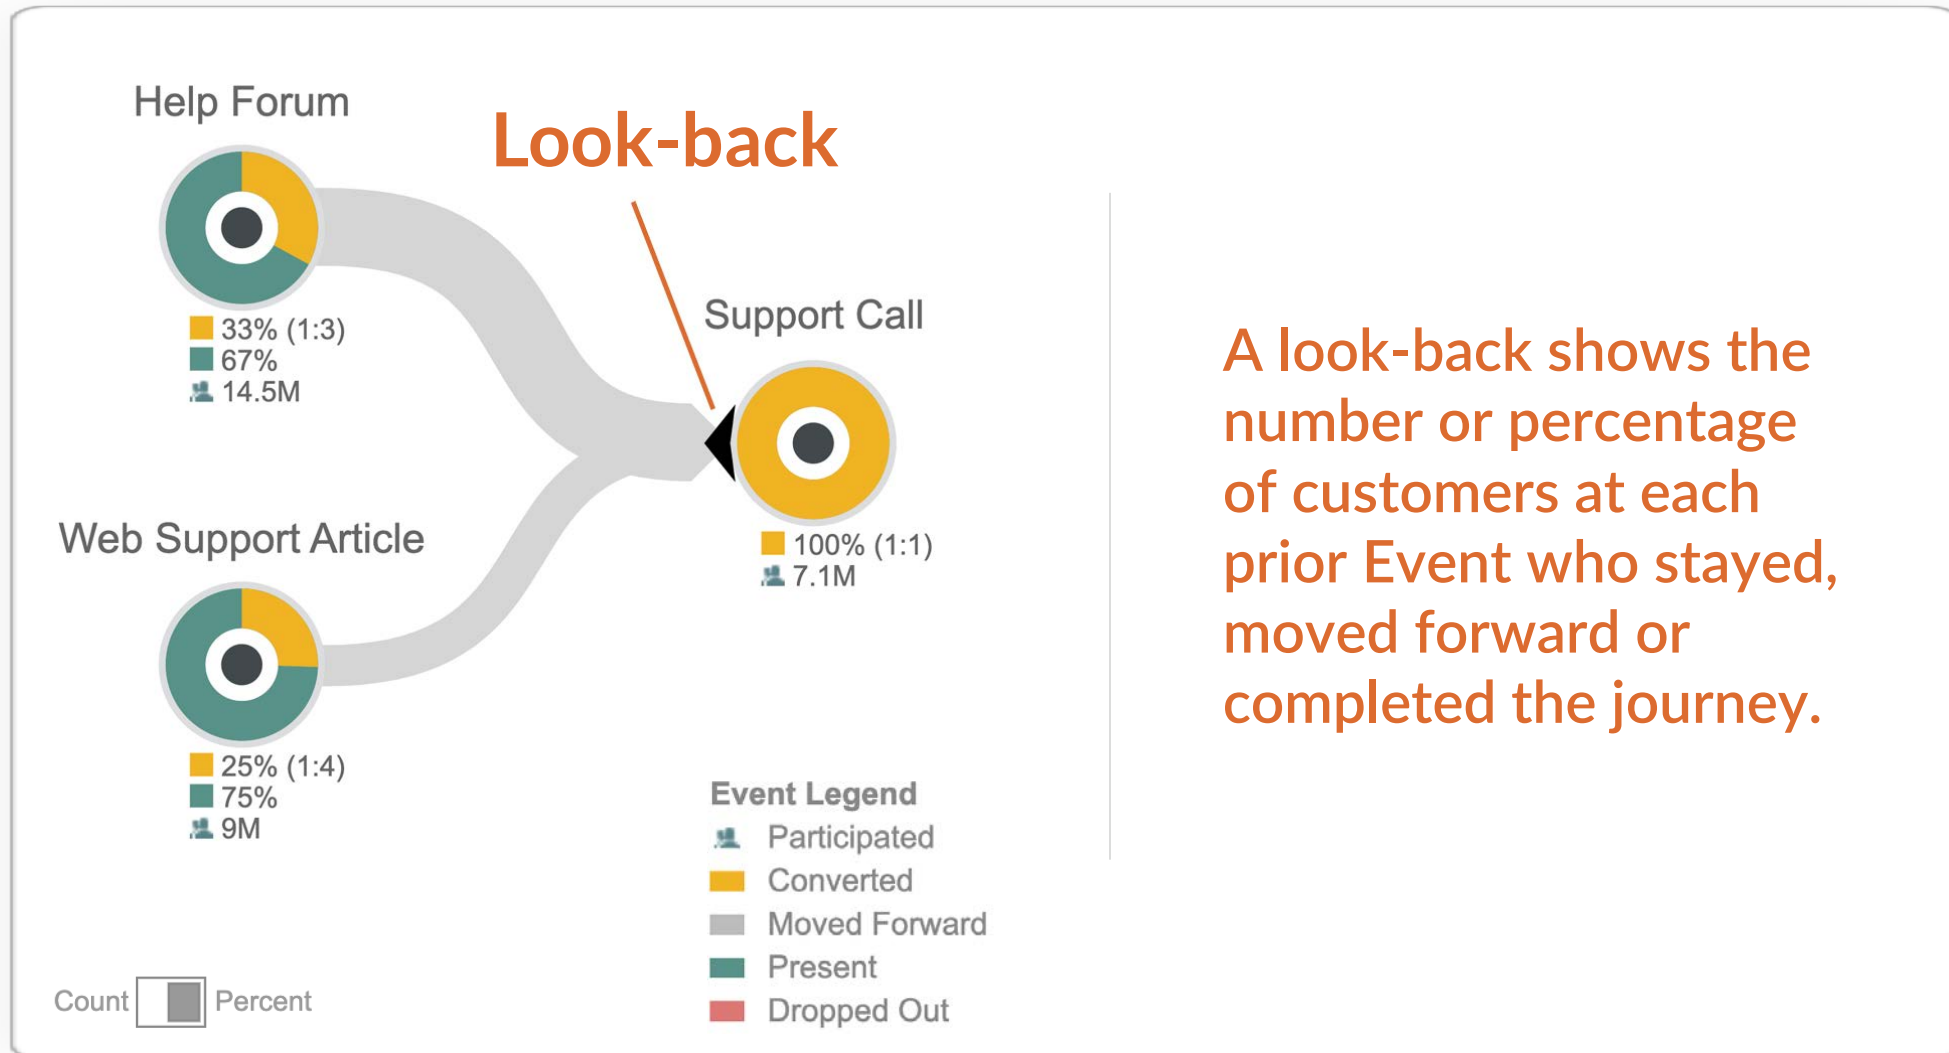 Help Forum
Look-back
33% (1:3)
67%
14.5M
Support Call
100% (1:1)
7.1M
Web Support Article
25% (1:4)
75%
9M
Event Legend
Participated
Converted
Moved Forward
Present
Dropped Out
Count Percent
A look-back shows the
number or percentage
of customers at each
prior Event who stayed,
moved forward or
completed the journey.